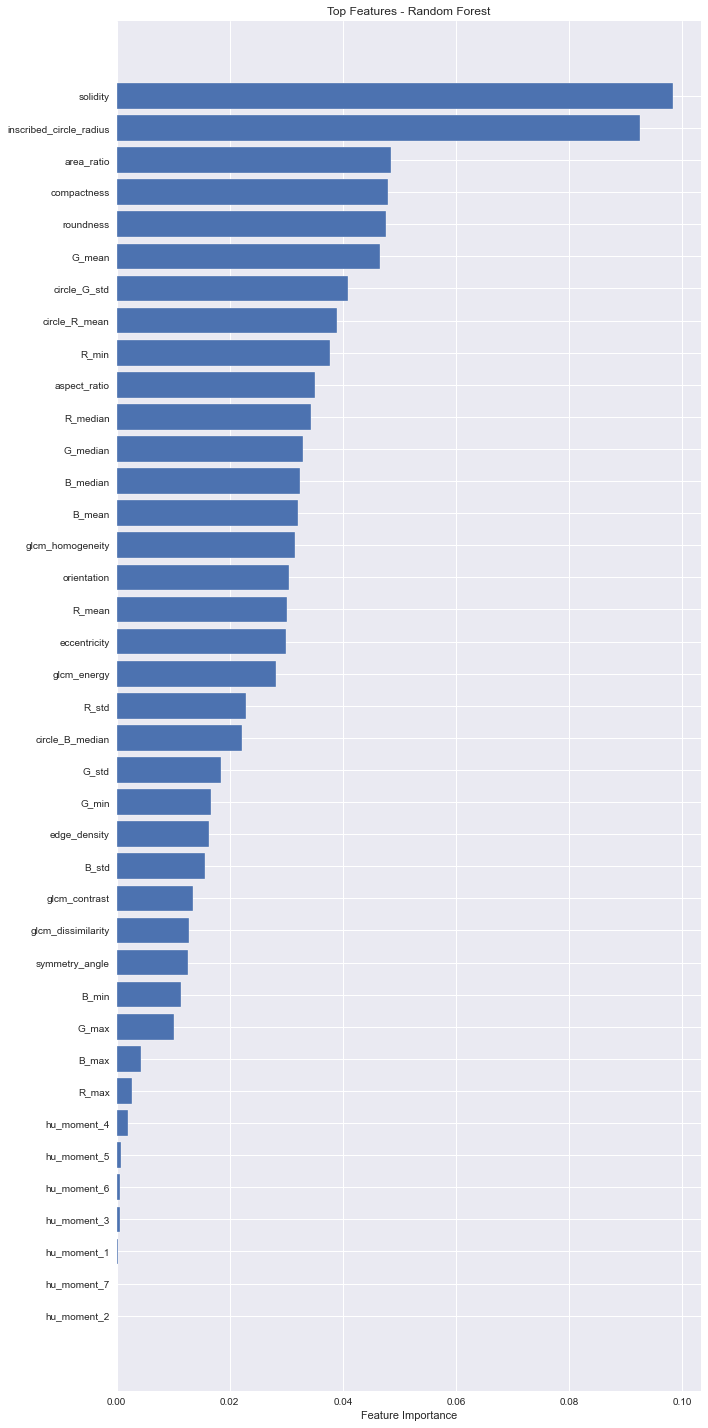 Top Features - Random Forest
solidity
inscribed_circle_radius
area_ratio
compactness
roundness
G_mean
circle_G_std
circle_R_mean
R_min
aspect_ratio
R_median
G_median
B_median
B_mean
glcm_homogeneity
orientation
R_mean
eccentricity
glcm_energy
R_std
circle_B_median
G_std
G_min
edge_density
B_std
glcm_contrast
glcm_dissimilarity
symmetry_angle
B_min
G_max
B_max
R_max
hu_moment_4
hu_moment_5
hu_moment_6
hu_moment_3
hu_moment_1
hu_moment_7
hu_moment_2
0.00 0.02 0.04 0.06 0.08 0.10
Feature Importance